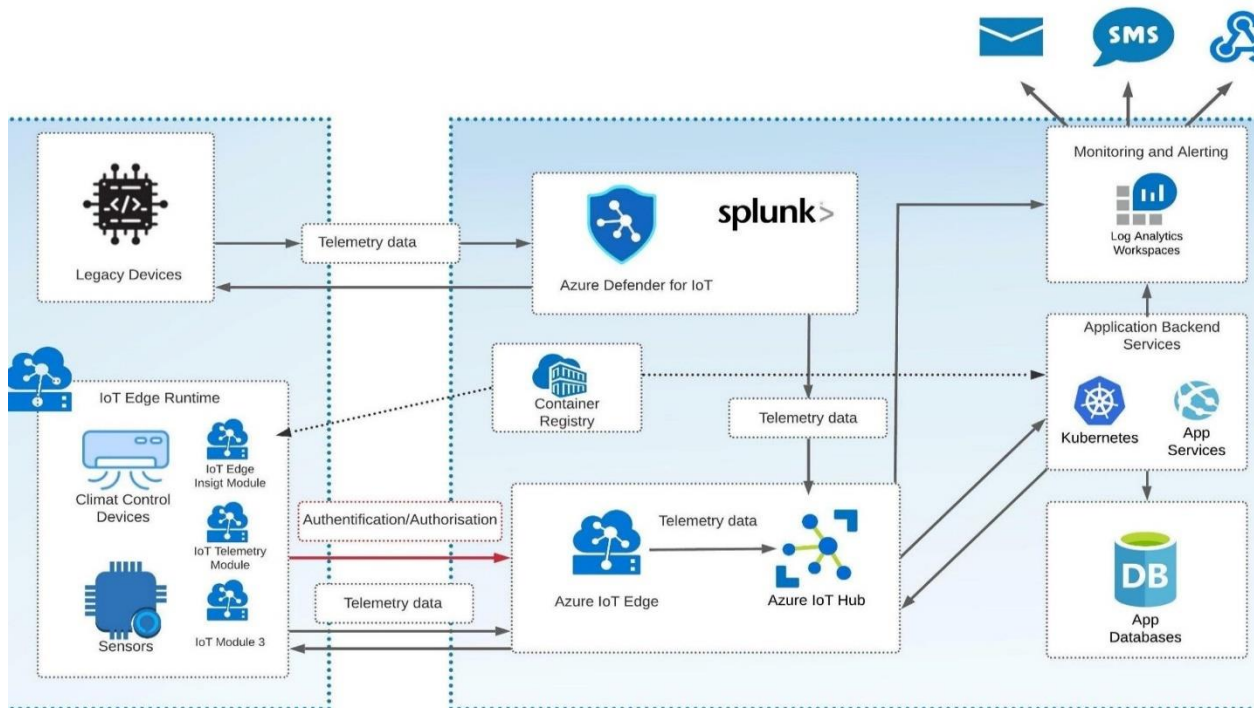 SMS
Monitoring and Alerting
Log Analytics
Workspaces
Legacy Devices
Telemetry data
splunk>
Azure Defender for IoT
Application Backend
Services
Kubernetes
App
Services
IoT Edge Runtime
Climat Control
Devices
IoT Edge
Insigt Module
IoT Telemetry
Module
Sensors
IoT Module 3
Container
Registry
Telemetry data
Authentification/Authorisation
Telemetry data
Azure IoT Edge
Telemetry data
Azure IoT Hub
DB
App
Databases